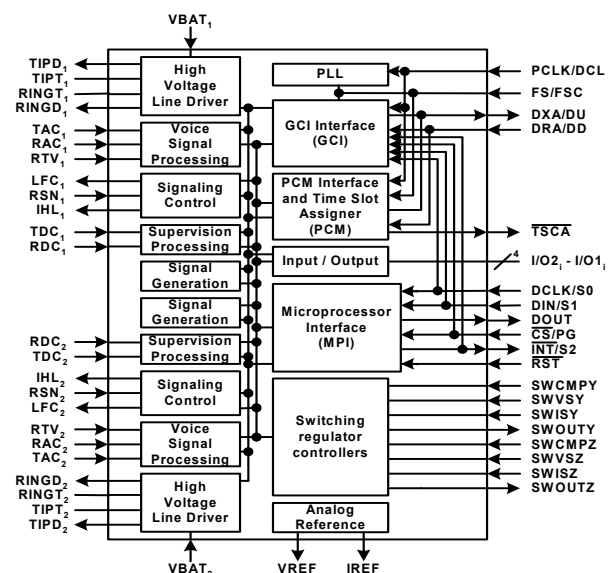 VBAT1
TIPD1
TIPT1
RINGT1
RINGD1
TAC1
RAC1
RTV1
LFC1
RSN1
IHL1
TDC1
RDC1
RDC2
TDC2
IHL2
RSN2
LFC2
RTV2
RAC2
TAC2
RINGD2
RINGT2
TIPT2
TIPD2
VBAT2
High
Voltage
Line Driver
Voice
Signal
Processing
Signaling
Control
Supervision
Processing
Signal
Generation
Signal
Generation
Supervision
Processing
Signaling
Control
Voice
Signal
Processing
High
Voltage
Line Driver
PLL
GCI Interface
(GCI)
PCM Interface
and Time Slot
Assigner
(PCM)
Input / Output
Microprocessor
Interface
(MPI)
Switching
regulator
controllers
Analog
Reference
VREF
IREF
PCLK/DCL
FS/FSC
DXA/DU
DRA/DD
TSCA
4
I/O2i - I/O1i
DCLK/S0
DIN/S1
DOUT
CS/PG
INT/S2
RST
SWCMPY
SWVSY
SWISY
SWOUTY
SWCMPZ
SWVSZ
SWISZ
SWOUTZ